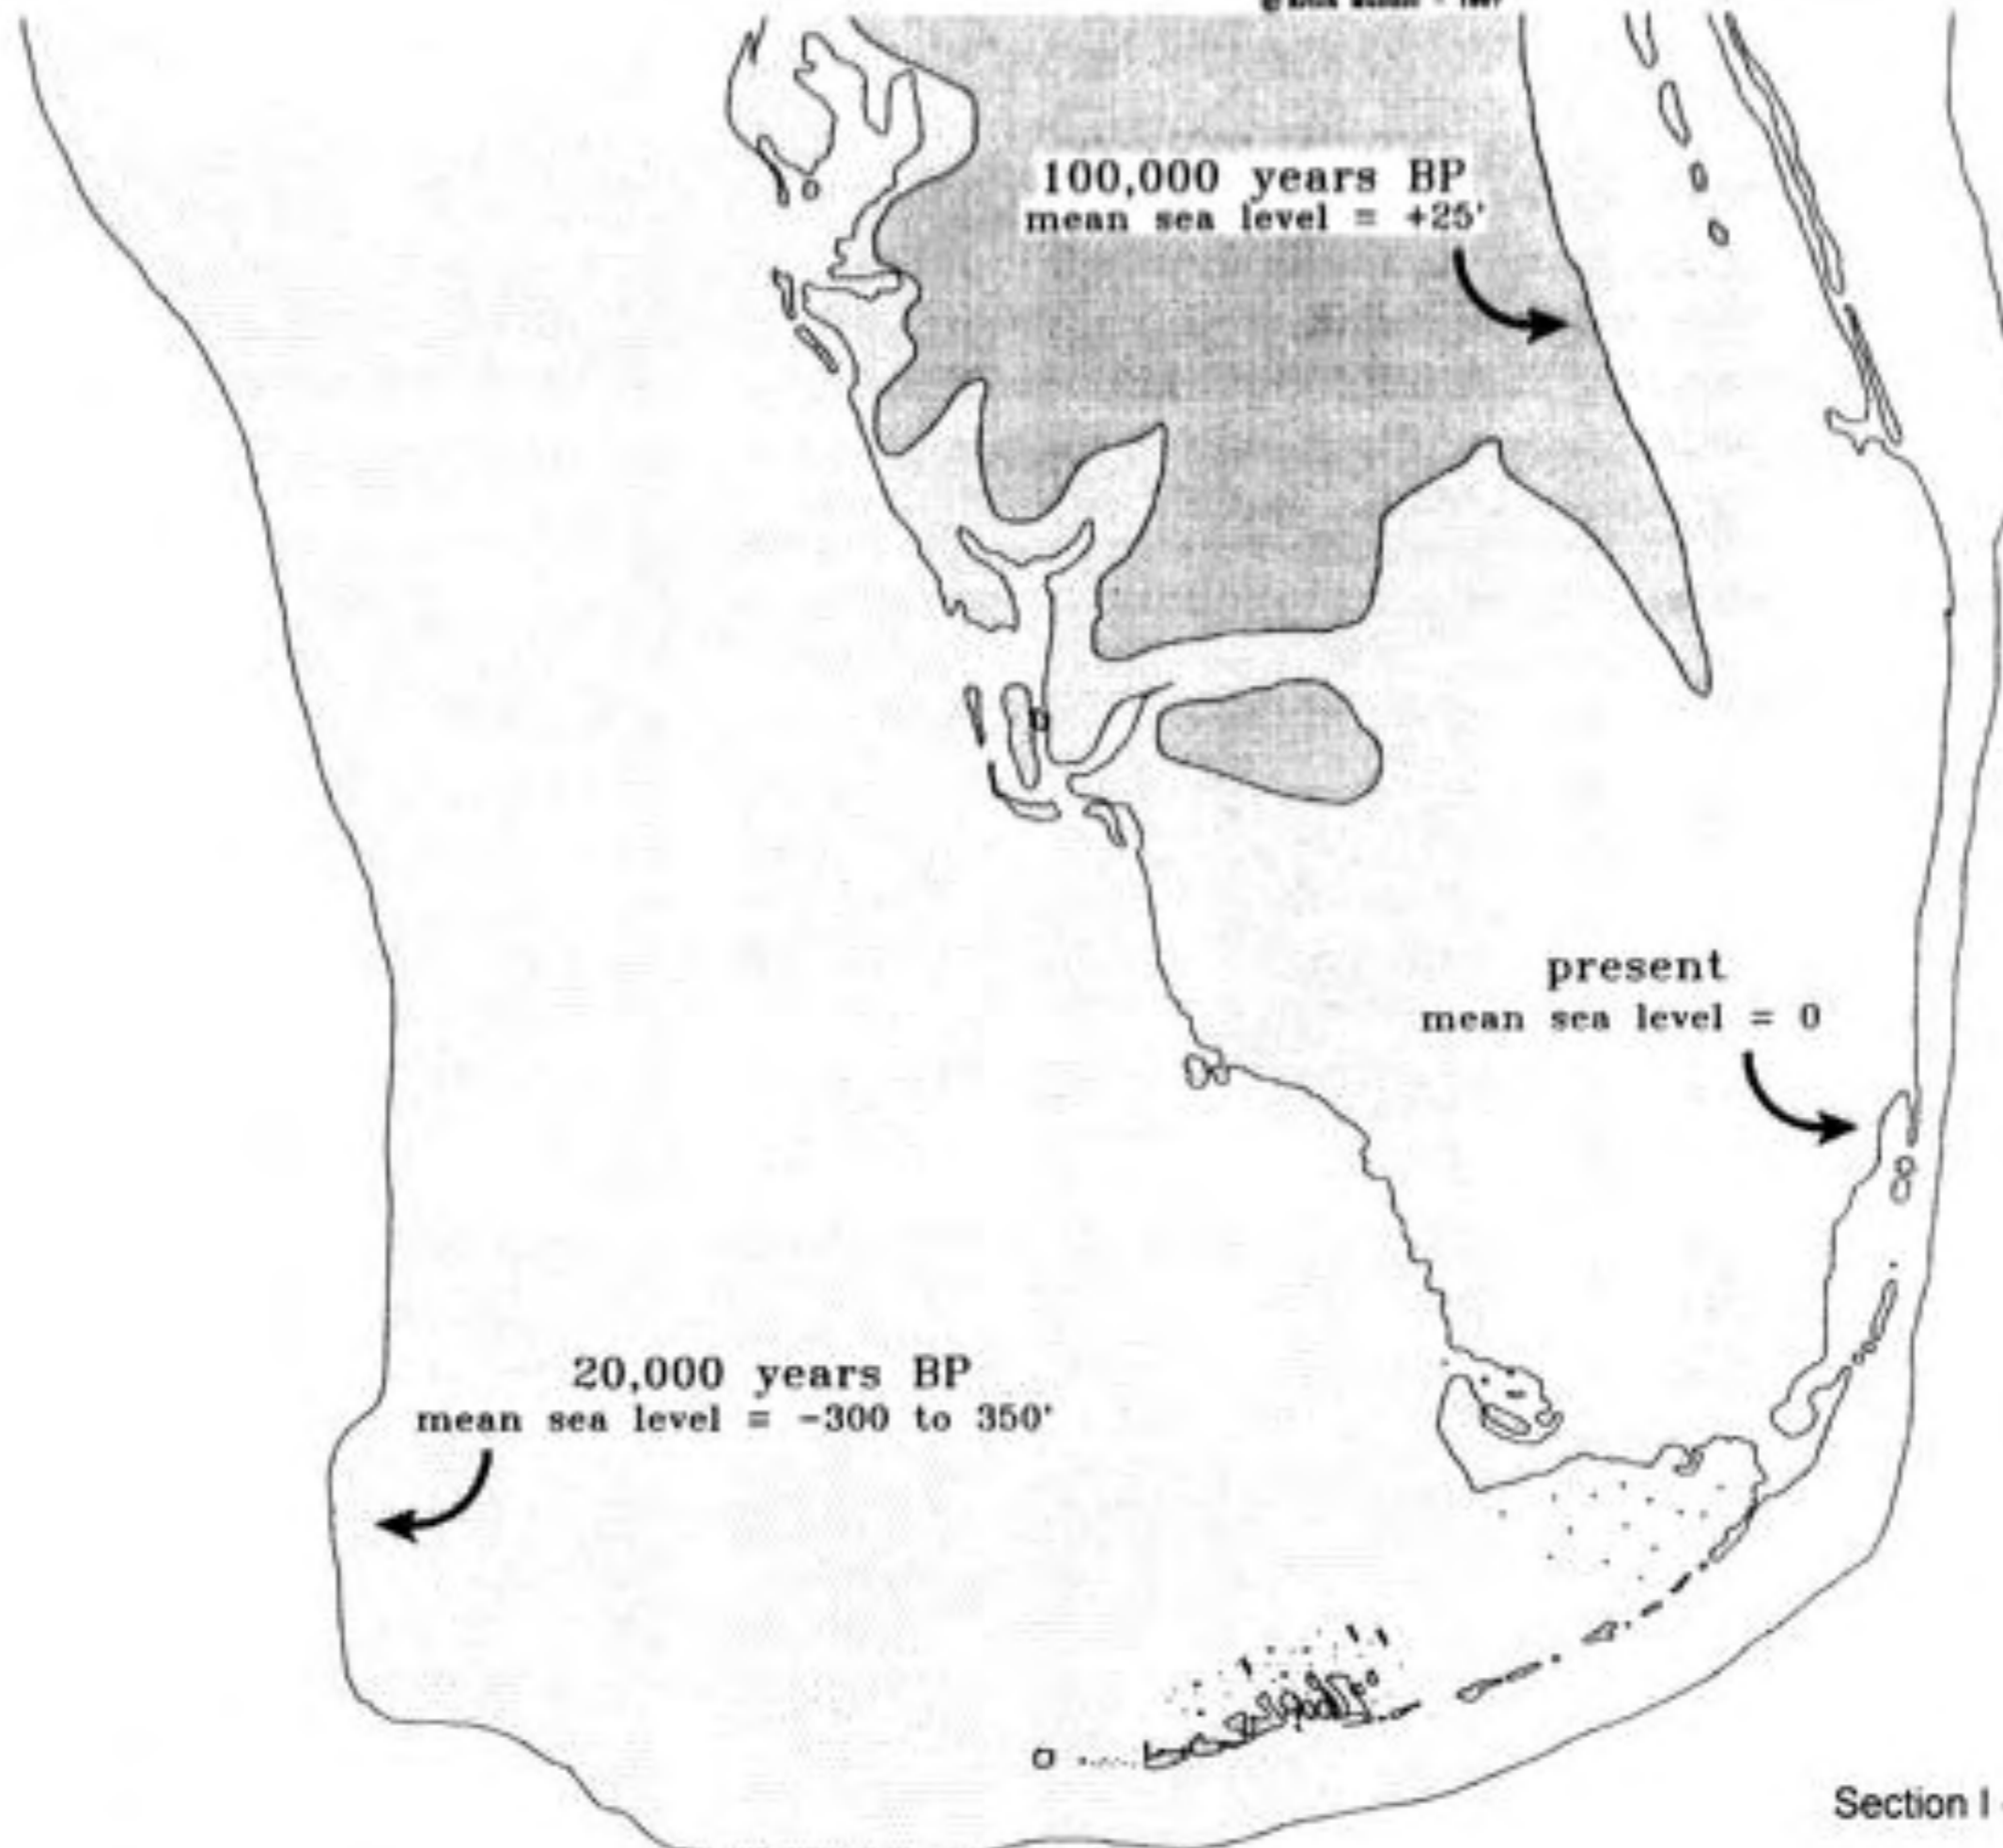 100,000 years BP
mean sea level = +25'
present
mean sea level = 0
20,000 years BP
mean sea level = -300 to 350'
Section I